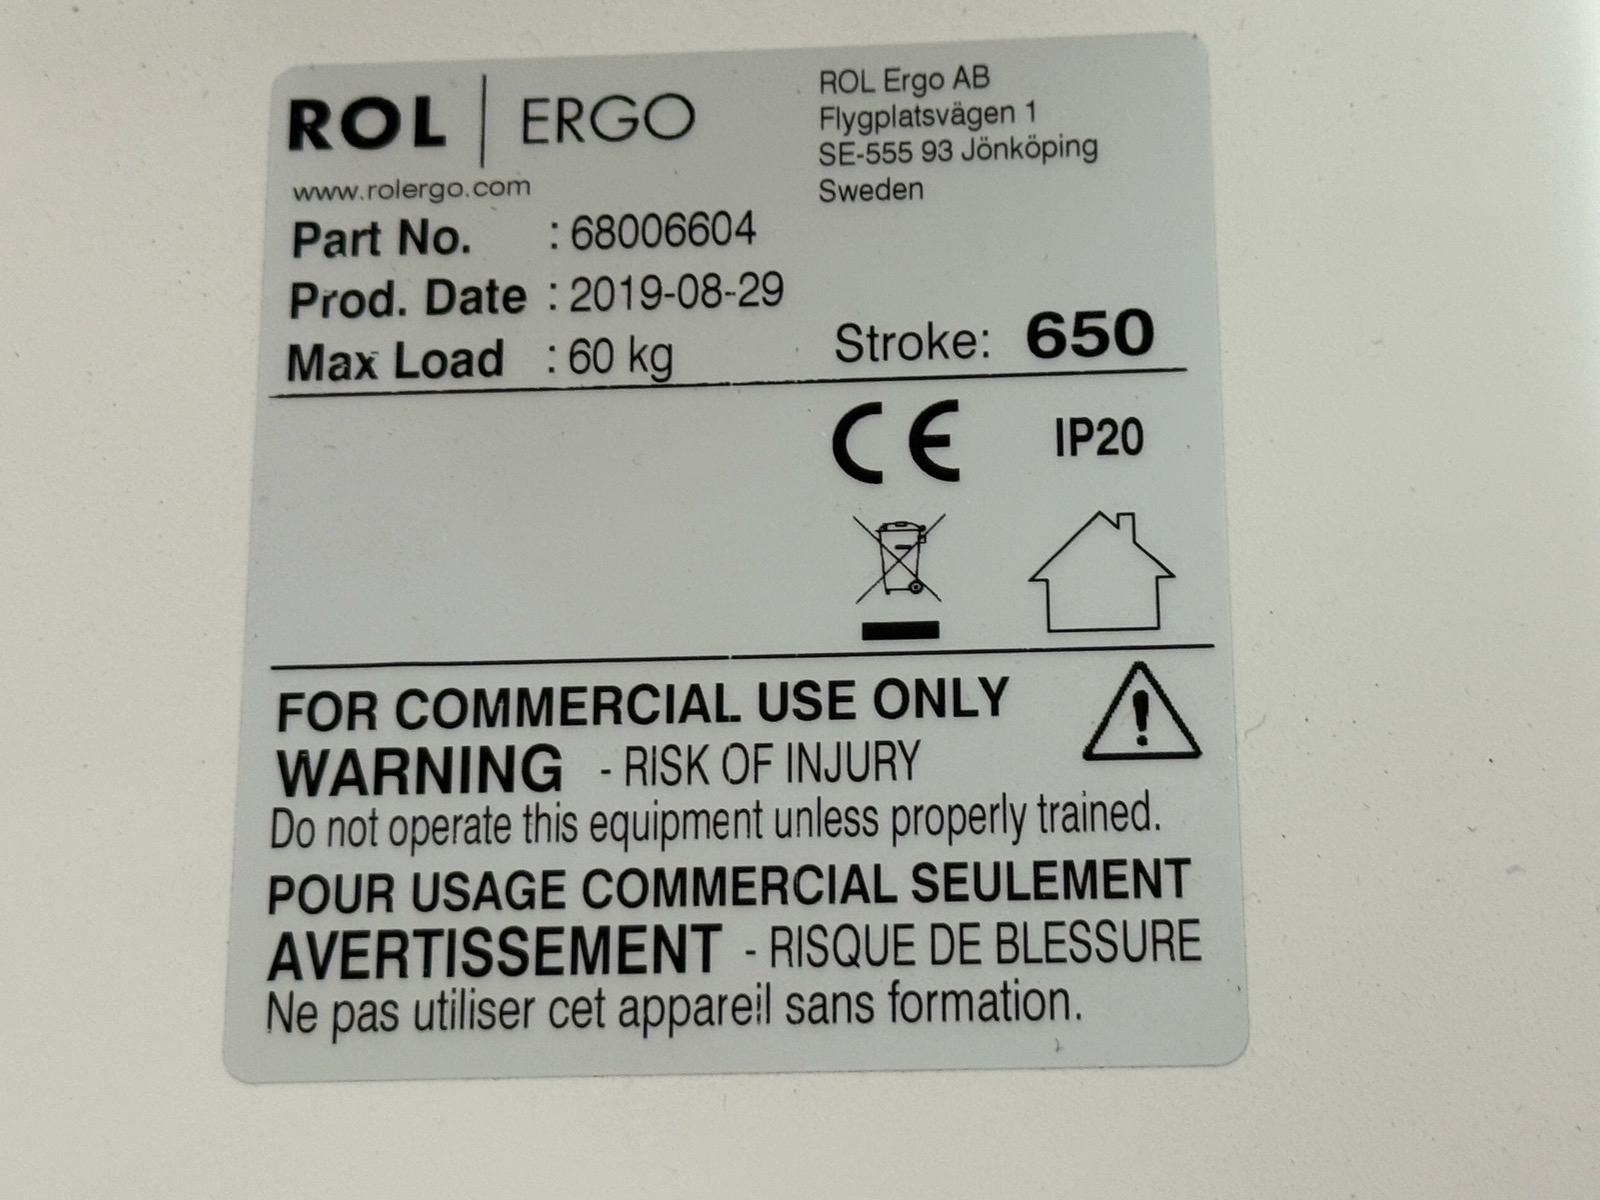 ROL | ERGO
www.rolergo.com
ROL Ergo AB
Flygplatsvägen 1
SE-555 93 Jönköping
Sweden
Part No. : 68006604
Prod. Date : 2019-08-29
Max Load : 60 kg
Stroke: 650
CE IP20
FOR COMMERCIAL USE ONLY
WARNING - RISK OF INJURY
Do not operate this equipment unless properly trained.
POUR USAGE COMMERCIAL SEULEMENT
AVERTISSEMENT - RISQUE DE BLESSURE
Ne pas utiliser cet appareil sans formation.